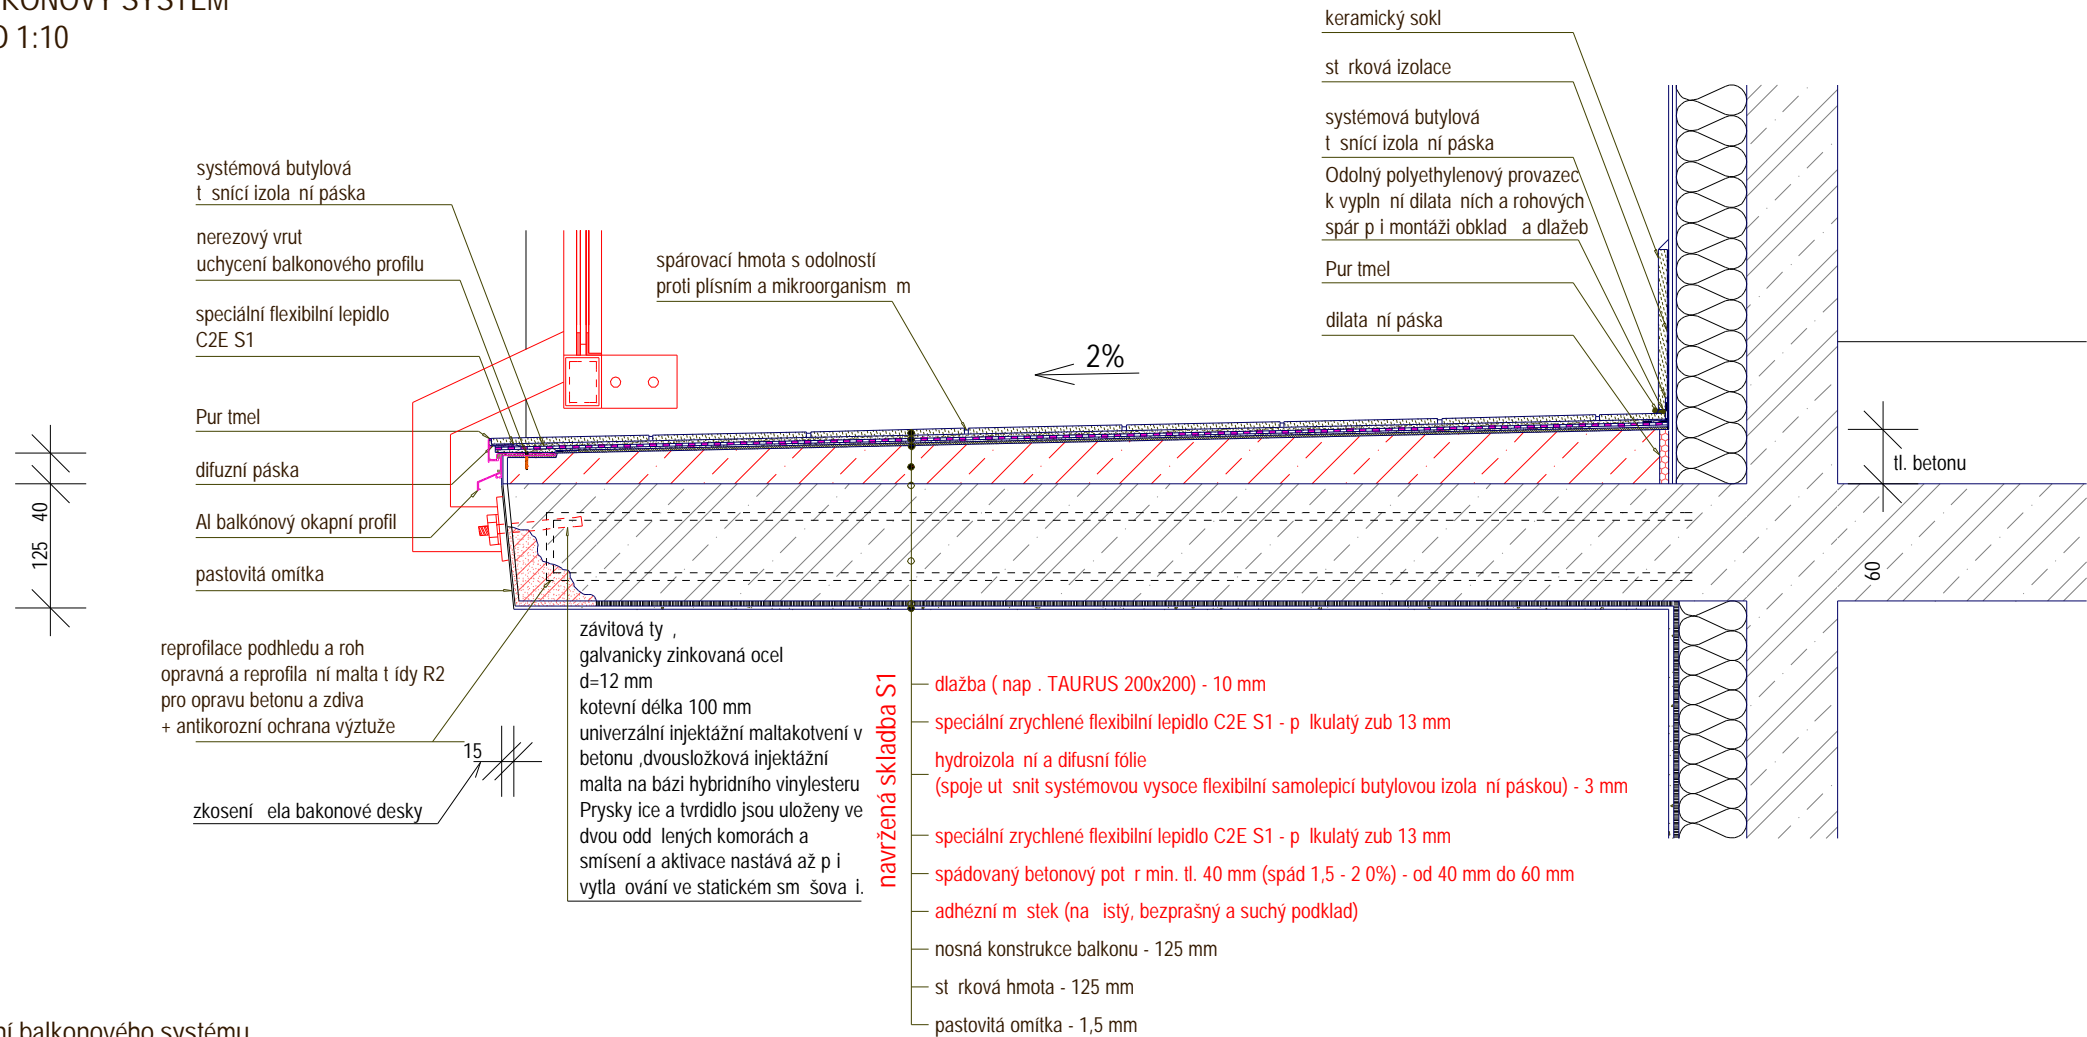 KONOVÝ SYSTÉM
1:10
keramický sokl
st rková izolace
systémová butylová
t snící izola ní páska
Odolný polyethylenový provazec
k vypln ní dilata ních a rohových
spár p i montáži obklad a dlažeb
Pur tmel
dilata ní páska
systémová butylová
t snící izola ní páska
nerezový vrut
uchycení balkonového profilu
speciální flexibilní lepidlo
C2E S1
Pur tmel
difuzní páska
Al balkónový okapní profil
pastovitá omítka
reprofilace podhledu a roh
opravná a reprofila ní malta t ídy R2
pro opravu betonu a zdiva
+ antikorozní ochrana výztuže
15
zkosení ela bakonové desky
40
125
spárovací hmota s odolností
proti plísním a mikroorganism m
2%
tl. betonu
60
závitová ty ,
galvanicky zinkovaná ocel
d=12 mm
kotevní délka 100 mm
univerzální injektážní maltakotvení v
betonu ,dvousložková injektážní
malta na bázi hybridního vinylesteru
Prysky ice a tvrdidlo jsou uloženy ve
dvou odd lených komorách a
smísení a aktivace nastává až p i
vytla ování ve statickém sm šova i.
navržená skladba S1
dlažba ( nap . TAURUS 200x200) - 10 mm
speciální zrychlené flexibilní lepidlo C2E S1 - p lkulatý zub 13 mm
hydroizola ní a difusní fólie
(spoje ut snit systémovou vysoce flexibilní samolepicí butylovou izola ní páskou) - 3 mm
speciální zrychlené flexibilní lepidlo C2E S1 - p lkulatý zub 13 mm
spádovaný betonový pot r min. tl. 40 mm (spád 1,5 - 2 0%) - od 40 mm do 60 mm
adhézní m stek (na istý, bezprašný a suchý podklad)
nosná konstrukce balkonu - 125 mm
st rková hmota - 125 mm
pastovitá omítka - 1,5 mm
ní balkonového systému